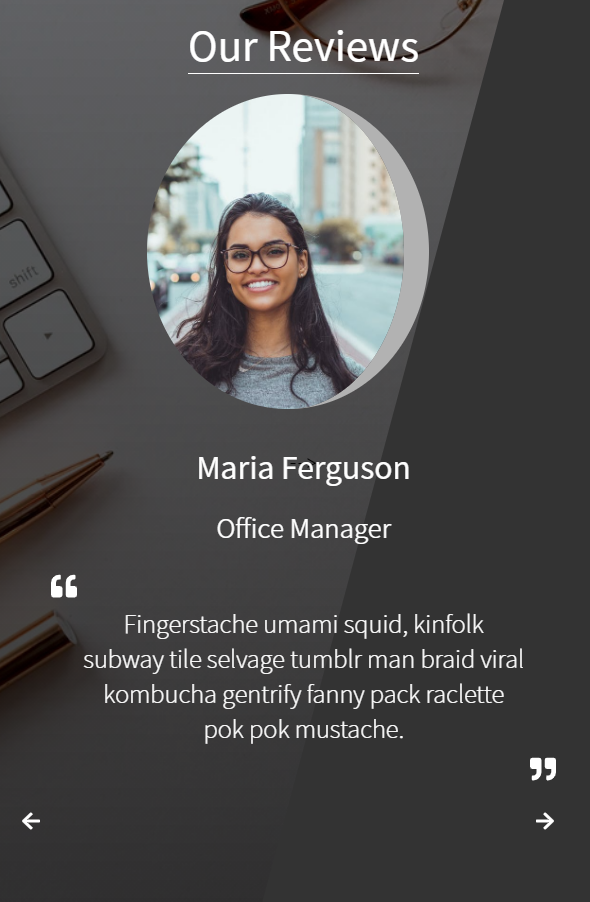 Our Reviews
shift
Maria Ferguson
Office Manager
“
Fingerstache umami squid, kinfolk
subway tile selvage tumblr man braid viral
kombucha gentrify fanny pack raclette
pok pok mustache.
”